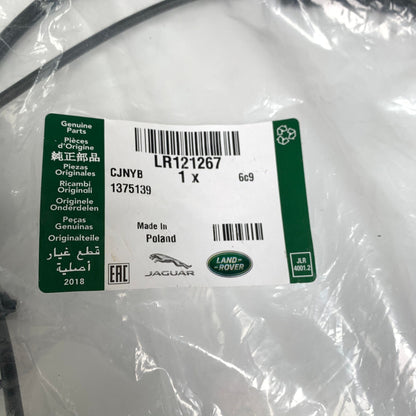 Genuine
Parts
Pièces
d'Origine
純正部品
Piezas
Originales
Ricambi
Originali
Originele
Onderdelen
Peças
Genuinas
Originalteile
قطع غيار
أصلية
2018
LR121267
CJNYB
1 x
6c9
1375139
Made In
Poland
EAC
JAGUAR
LAND-
ROVER
JLR
4001.2